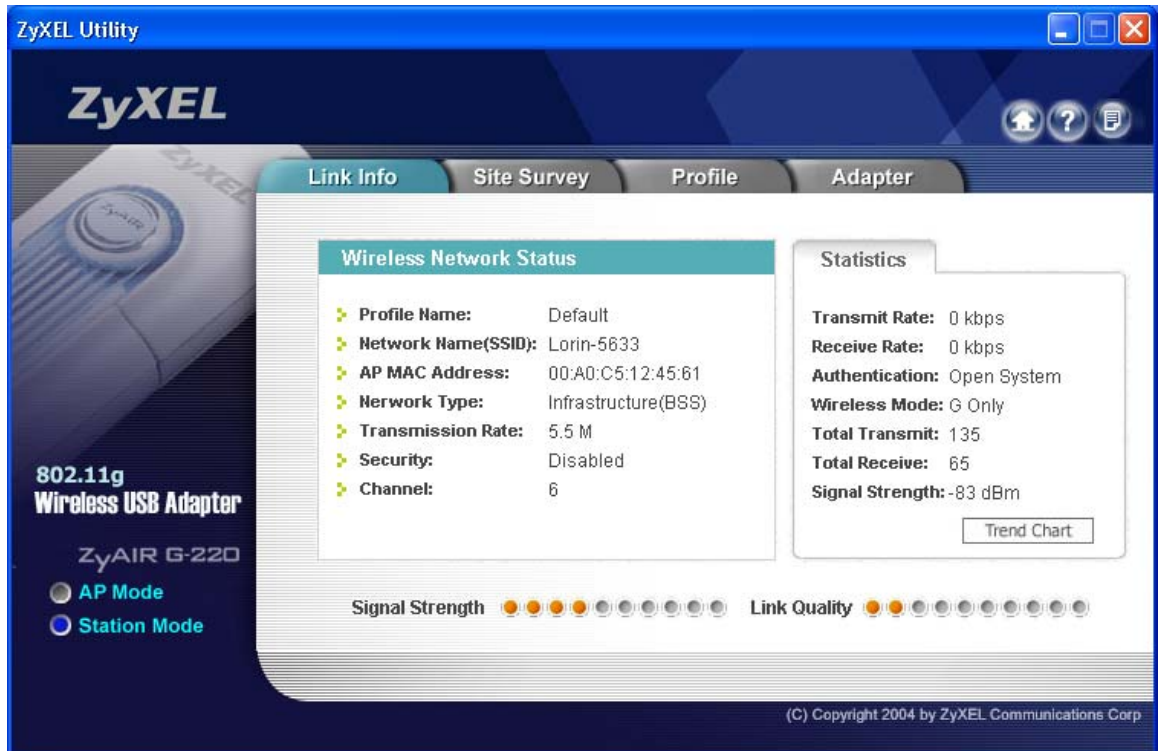 ZyXEL Utility
ZyXEL
?
ZyXEL
ZyAIR
Link Info
Site Survey
Profile
Adapter
Wireless Network Status
Profile Name: Default
Network Name(SSID): Lorin-5633
AP MAC Address: 00:A0:C5:12:45:61
Nerwork Type: Infrastructure(BSS)
Transmission Rate: 5.5 M
Security: Disabled
Channel: 6
Statistics
Transmit Rate: 0 kbps
Receive Rate: 0 kbps
Authentication: Open System
Wireless Mode: G Only
Total Transmit: 135
Total Receive: 65
Signal Strength: -83 dBm
Trend Chart
802.11g
Wireless USB Adapter
ZyAIR G-220
AP Mode
Station Mode
Signal Strength
Link Quality
(C) Copyright 2004 by ZyXEL Communications Corp